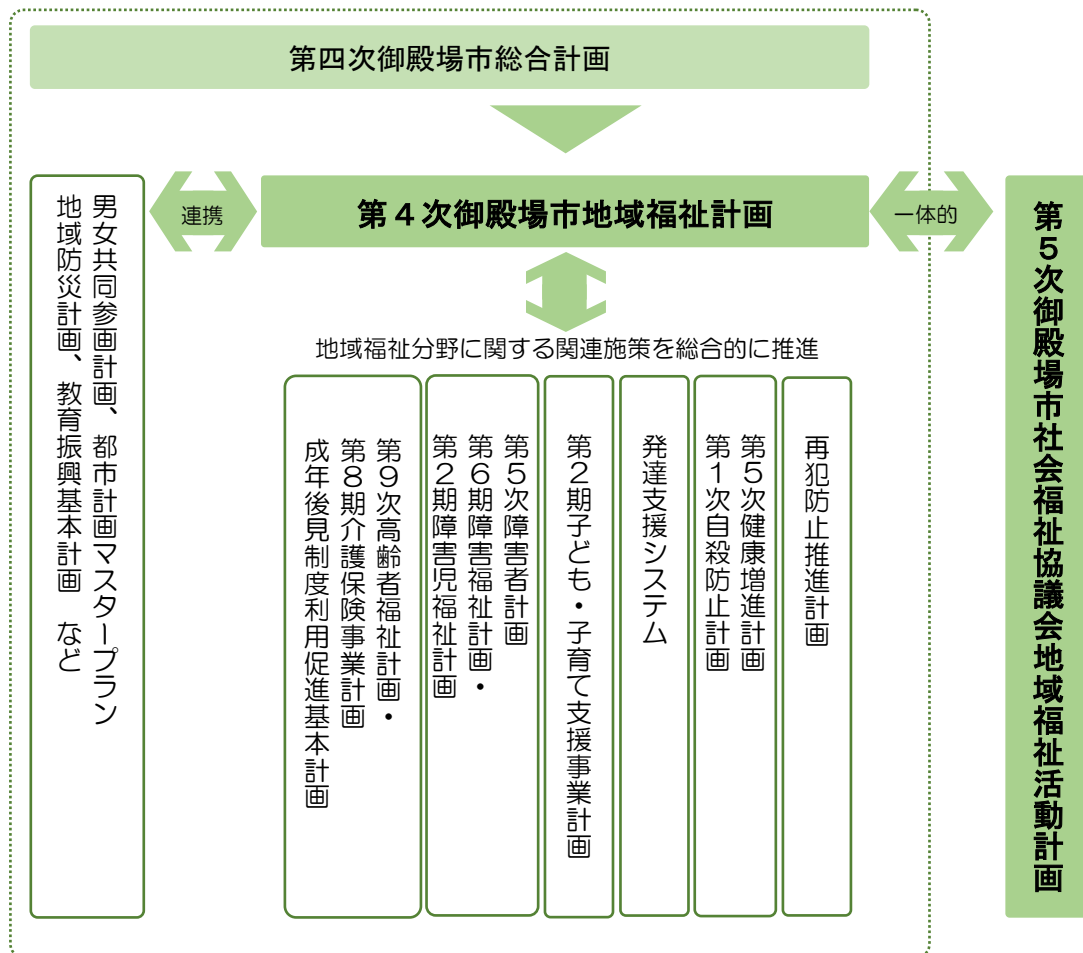 第四次御殿場市総合計画
連携
第4次御殿場市地域福祉計画
一体的
男女共同参画計画、都市計画マスタープラン
地域防災計画、教育振興基本計画 など
地域福祉分野に関する関連施策を総合的に推進
第9次高齢者福祉計画・
第8期介護保険事業計画
成年後見制度利用促進基本計画
第5次障害者計画
第6期障害福祉計画・
第2期障害児福祉計画
第2期子ども・子育て支援事業計画
発達支援システム
第5次健康増進計画
第1次自殺防止計画
再犯防止推進計画
第5次御殿場市社会福祉協議会地域福祉活動計画